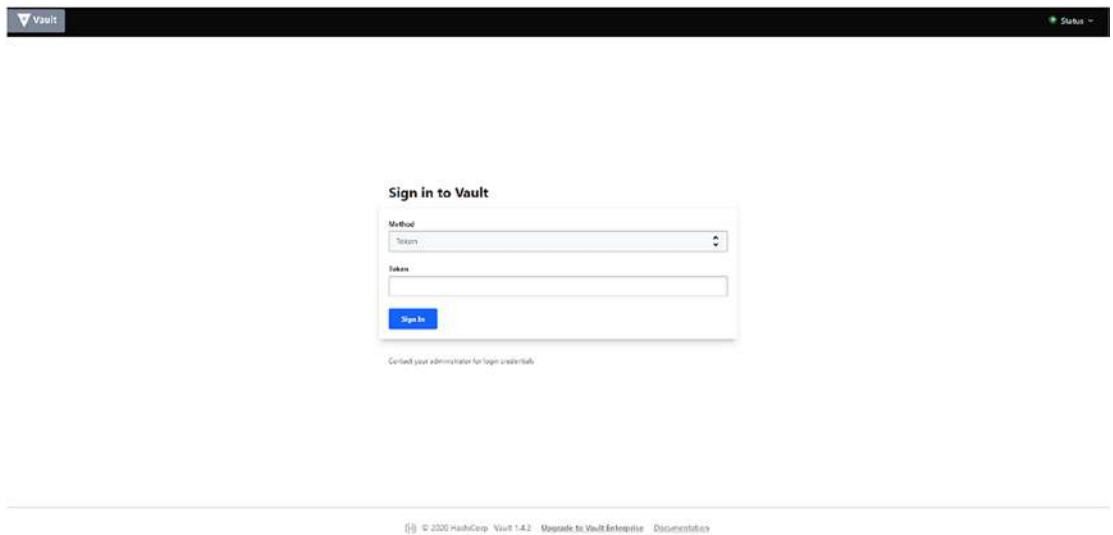 Vault
Status
Sign in to Vault
Method
Token
Token
Sign In
Contact your administrator for login credentials
© 2020 HashiCorp Vault 1.4.2 Upgrade to Vault Enterprise Documentation